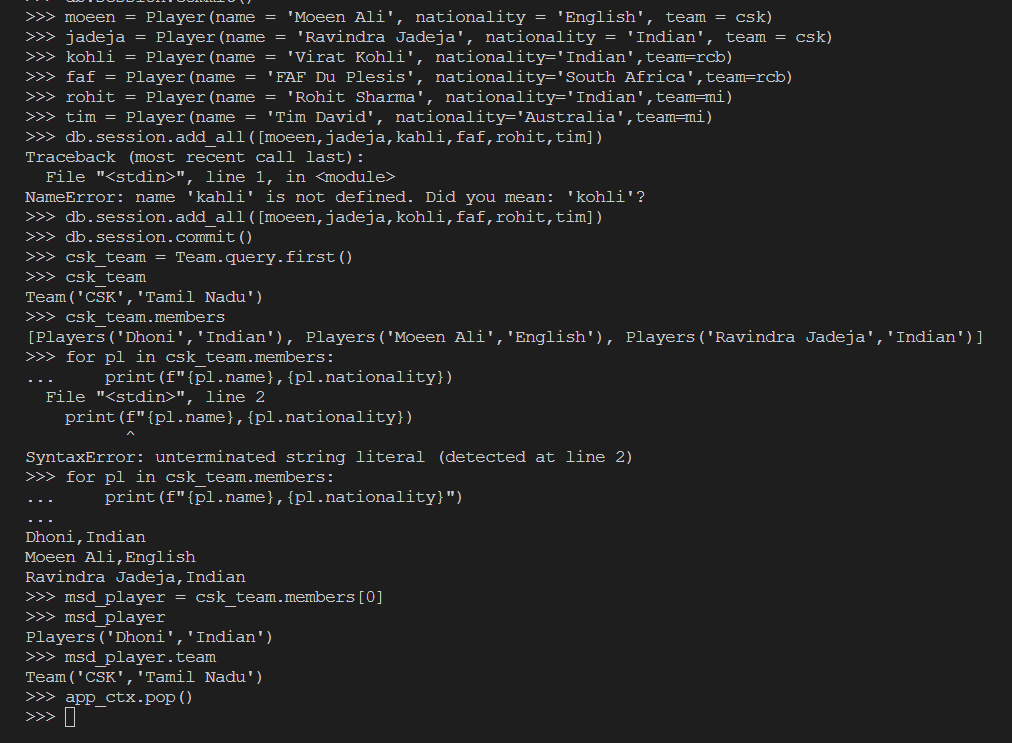 >>> db.session.commit()
>>> moeen = Player(name = 'Moeen Ali', nationality = 'English', team = csk)
>>> jadeja = Player(name = 'Ravindra Jadeja', nationality = 'Indian', team = csk)
>>> kohli = Player(name = 'Virat Kohli', nationality='Indian',team=rcb)
>>> faf = Player(name = 'FAF Du Plesis', nationality='South Africa',team=rcb)
>>> rohit = Player(name = 'Rohit Sharma', nationality='Indian',team=mi)
>>> tim = Player(name = 'Tim David', nationality='Australia',team=mi)
>>> db.session.add_all([moeen,jadeja,kahli,faf,rohit,tim])
Traceback (most recent call last):
  File "<stdin>", line 1, in <module>
NameError: name 'kahli' is not defined. Did you mean: 'kohli'?
>>> db.session.add_all([moeen,jadeja,kohli,faf,rohit,tim])
>>> db.session.commit()
>>> csk_team = Team.query.first()
>>> csk_team
Team('CSK','Tamil Nadu')
>>> csk_team.members
[Players('Dhoni','Indian'), Players('Moeen Ali','English'), Players('Ravindra Jadeja','Indian')]
>>> for pl in csk_team.members:
...     print(f"{pl.name},{pl.nationality})
  File "<stdin>", line 2
    print(f"{pl.name},{pl.nationality})
          ^
SyntaxError: unterminated string literal (detected at line 2)
>>> for pl in csk_team.members:
...     print(f"{pl.name},{pl.nationality}")
...
Dhoni,Indian
Moeen Ali,English
Ravindra Jadeja,Indian
>>> msd_player = csk_team.members[0]
>>> msd_player
Players('Dhoni','Indian')
>>> msd_player.team
Team('CSK','Tamil Nadu')
>>> app_ctx.pop()
>>>